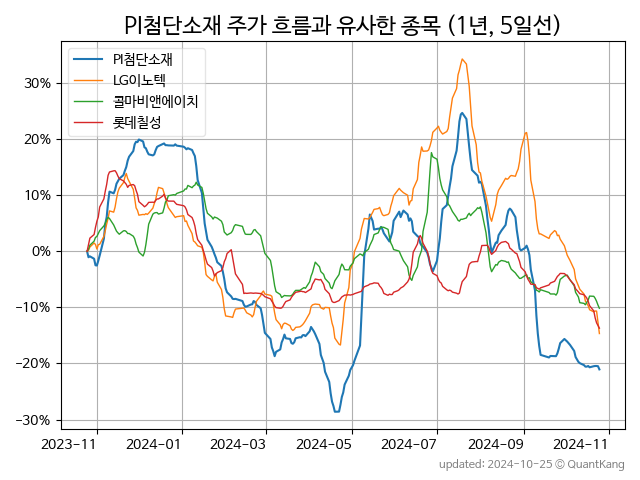 PI첨단소재 주가 흐름과 유사한 종목 (1년, 5일선)
PI첨단소재
LG이노텍
콜마비앤에이치
롯데칠성
30%
20%
10%
0%
−10%
−20%
−30%
2023-11 2024-01 2024-03 2024-05 2024-07 2024-09 2024-11
updated: 2024-10-25 © QuantKang